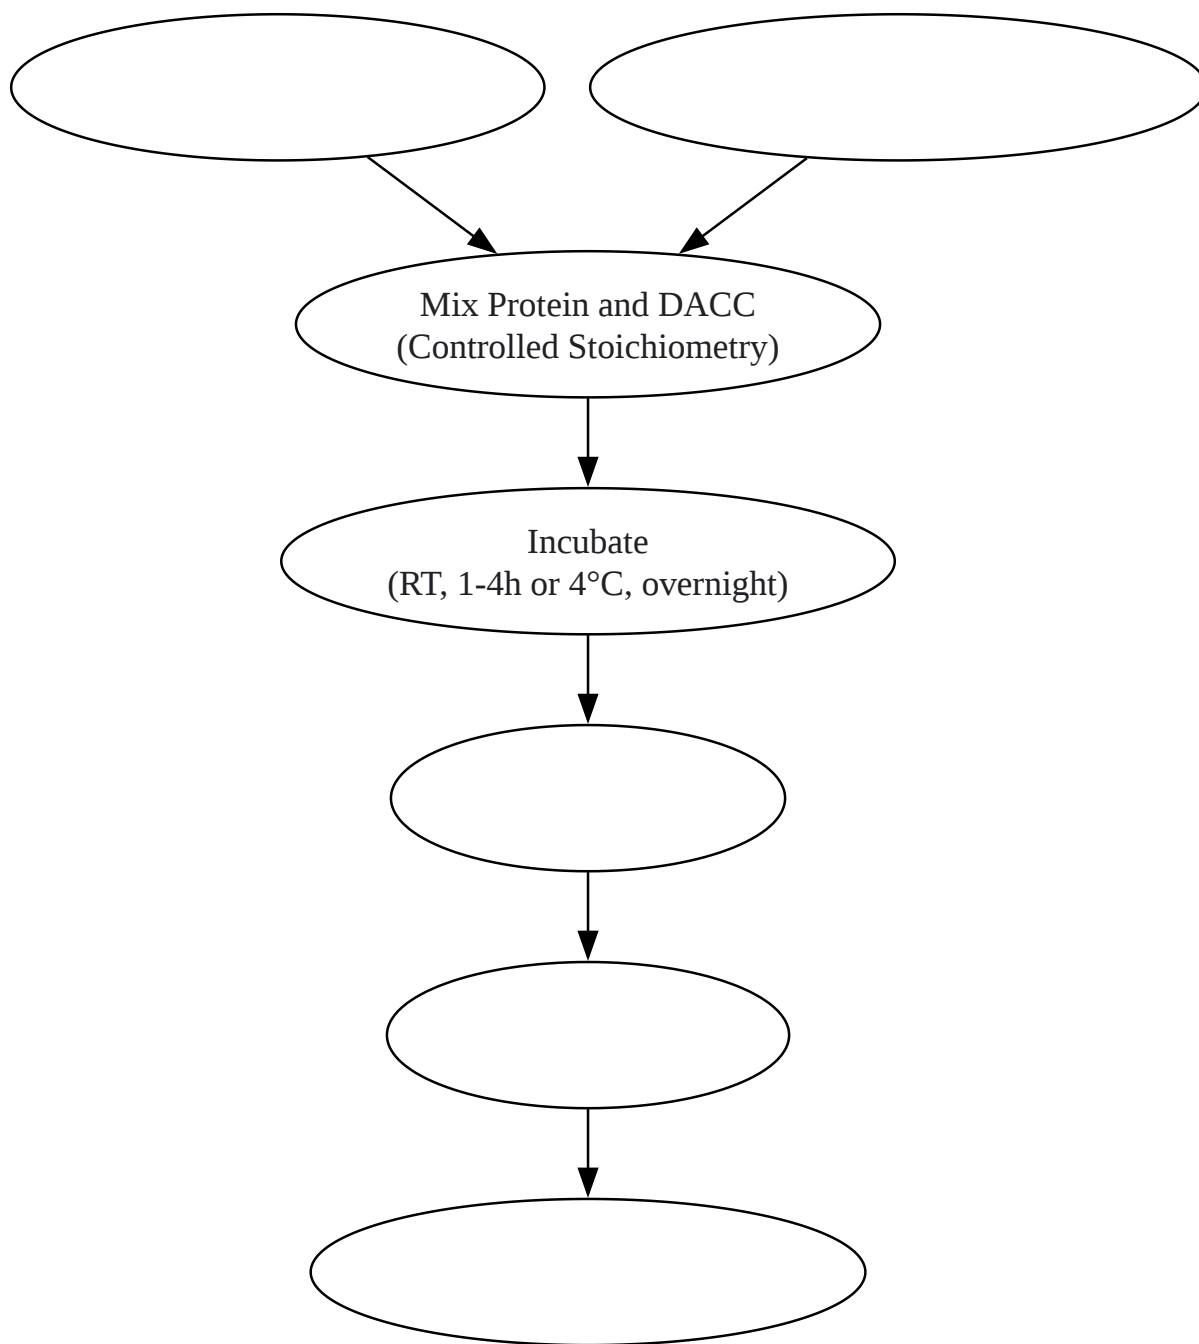 Mix Protein and DACC
(Controlled Stoichiometry)
Incubate
(RT, 1-4h or 4°C, overnight)